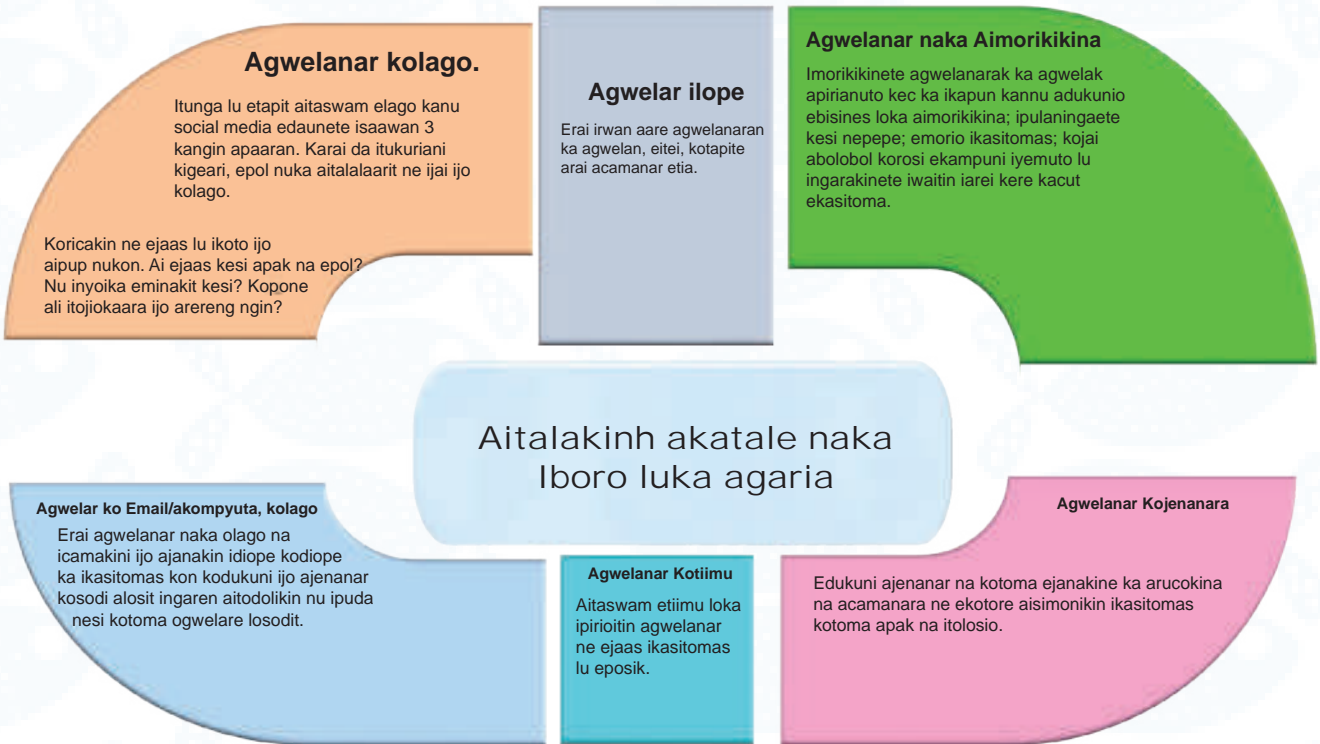 Agwelanar kolago.
Itunga lu etapit aitaswam elago kanu
social media edaunete isaawan 3
kangin apaaran. Karai da itukuriani
kigeari, epol nuka aitalalaarit ne ijai ijo
kolago.
Koricakin ne ejaas lu ikoto ijo
aipup nukon. Ai ejaas kesi apak na epol?
Nu inyoika eminakit kesi? Kopone
ali itojiokaara ijo arereng ngin?
Agwelar ilope
Erai irwan aare agwelanaran
ka agwelan, eitei, kotapite
arai acamanar etia.
Agwelanar naka Aimorikikina
Imorikikinete agwelanarak ka agwelak
apirianuto kec ka ikapun kannu adukunio
ebisines loka aimorikikina; ipulaningaete
kesi nepepe; emorio ikasitomas; kojai
abolobol korosi ekampuni iyemuto lu
ingarakinete iwaitin iarei kere kacut
ekasitoma.
Aitalakinh akatale naka
Iboro luka agaria
Agwelar ko Email/akompyuta, kolago
Erai agwelanar naka olago na
icamakini ijo ajanakin idiope kodiope
ka ikasitomas kon kodukuni ijo ajenanar
kosodi alosit ingaren aitodolikin nu ipuda
nesi kotoma ogwelare losodit.
Agwelanar Kotiimu
Aitaswam etiimu loka
ipirioitin agwelanar
ne ejaas ikasitomas
lu eposik.
Agwelanar Kojenanara
Edukuni ajenanar na kotoma ejanakine ka arucokina
na acamanara ne ekotore aisimonikin ikasitomas
kotoma apak na itolosio.